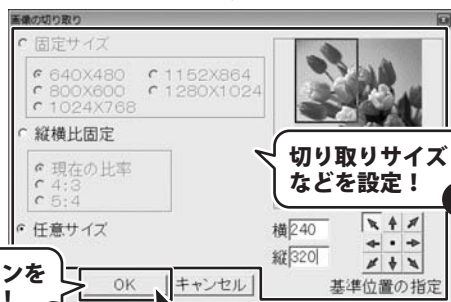 画像の切り取り
固定サイズ
640X480 1152X864
800X600 1280X1024
1024X768
縦横比固定
現在の比率
4:3
5:4
任意サイズ
切り取りサイズ
などを設定！
横 240
縦 320
基準位置の指定
ンを
！
OK キャンセル